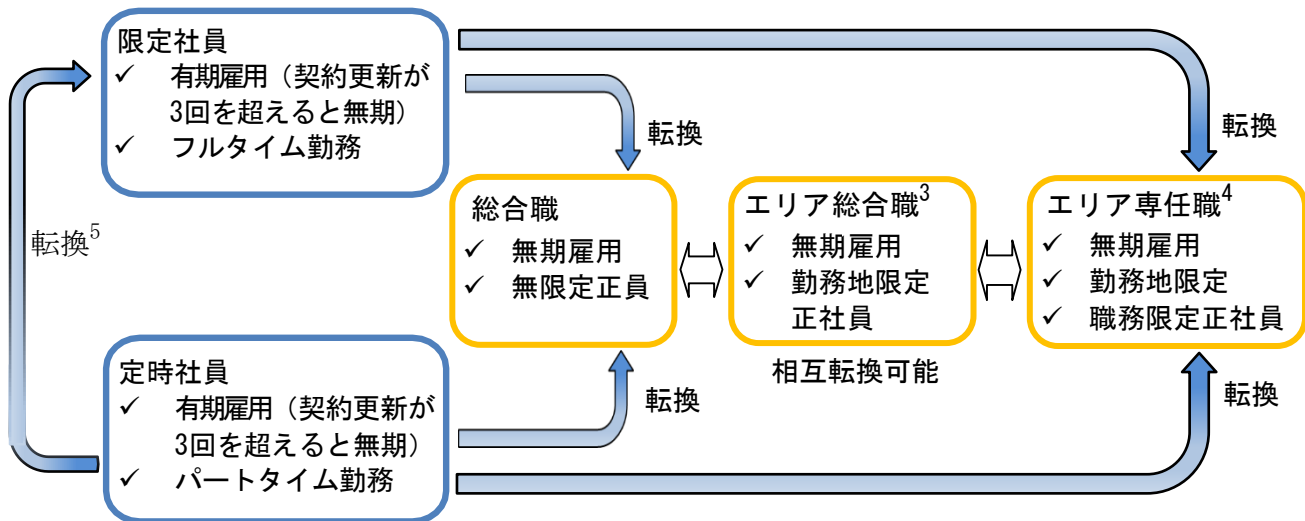 限定社員
✓ 有期雇用（契約更新が
3回を超えると無期）
✓ フルタイム勤務
転換
転換
総合職
✓ 無期雇用
✓ 無限定正員
エリア総合職3
✓ 無期雇用
✓ 勤務地限定
正社員
エリア専任職4
✓ 無期雇用
✓ 勤務地限定
✓ 職務限定正社員
転換5
相互転換可能
定時社員
✓ 有期雇用（契約更新が
3回を超えると無期）
✓ パートタイム勤務
転換
転換